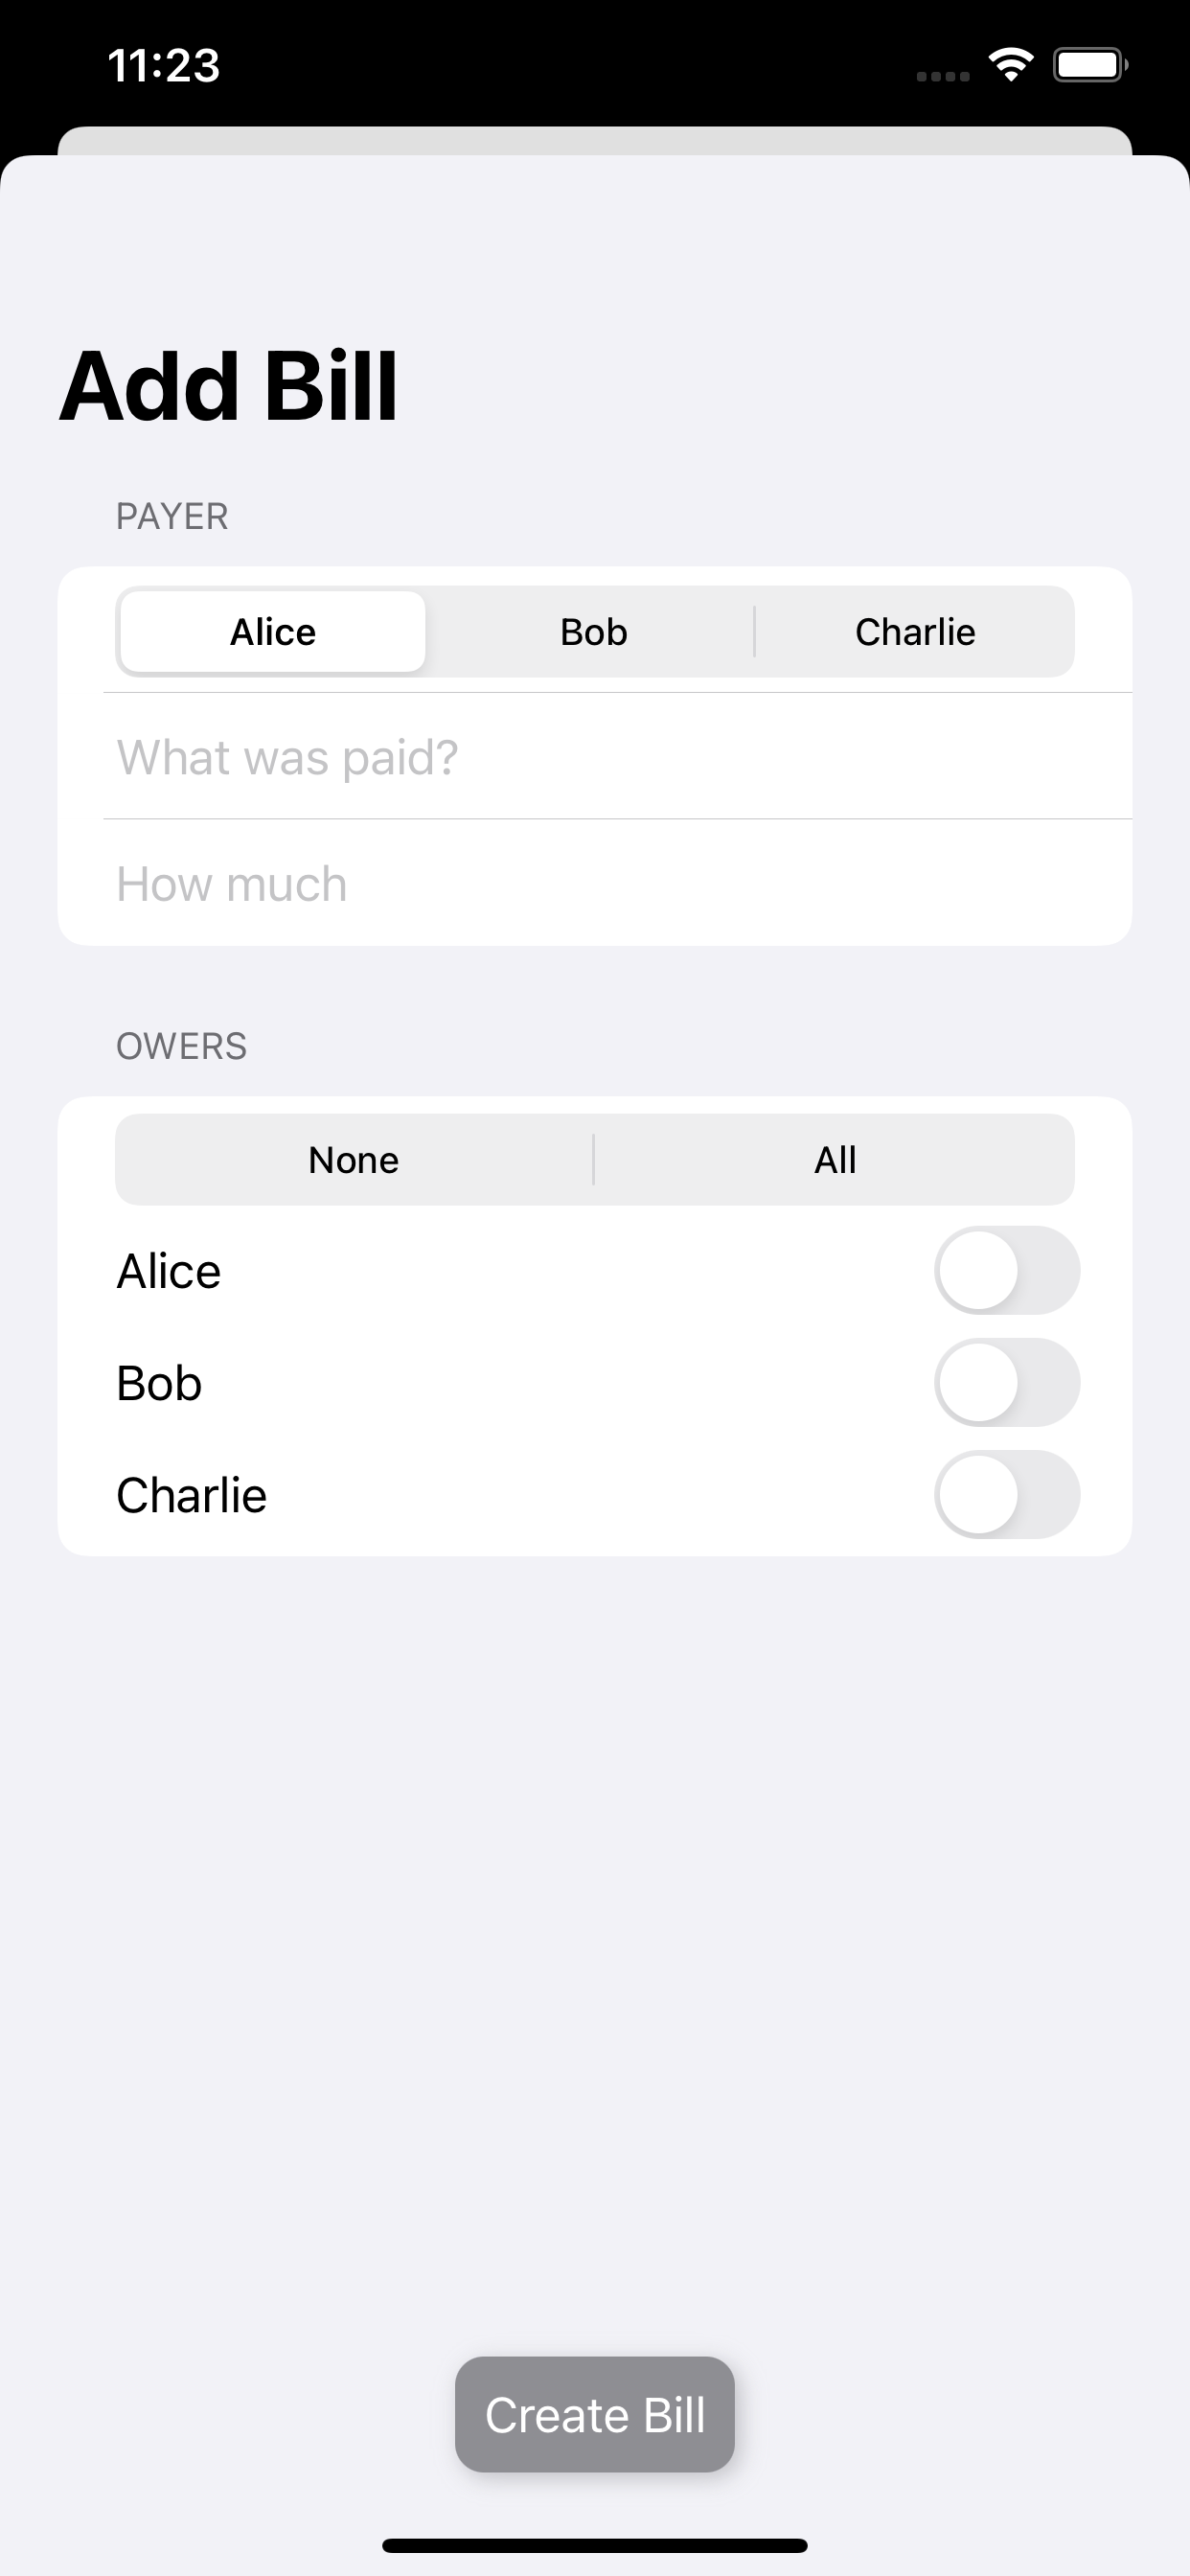 11:23
Add Bill
PAYER
Alice Bob Charlie
What was paid?
How much
OWERS
None All
Alice
Bob
Charlie
Create Bill